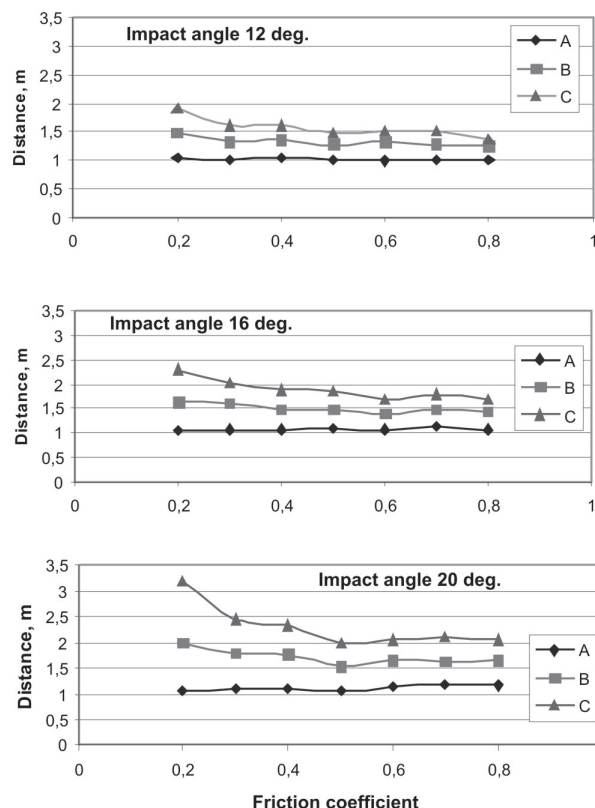 3,5
Impact angle 12 deg.
3
2,5
2
1,5
1
0,5
0
Distance, m
A
B
C
0 0,2 0,4 0,6 0,8 1
3,5
Impact angle 16 deg.
3
2,5
2
1,5
1
0,5
0
Distance, m
A
B
C
0 0,2 0,4 0,6 0,8 1
3,5
Impact angle 20 deg.
3
2,5
2
1,5
1
0,5
0
Distance, m
A
B
C
0 0,2 0,4 0,6 0,8
Friction coefficient